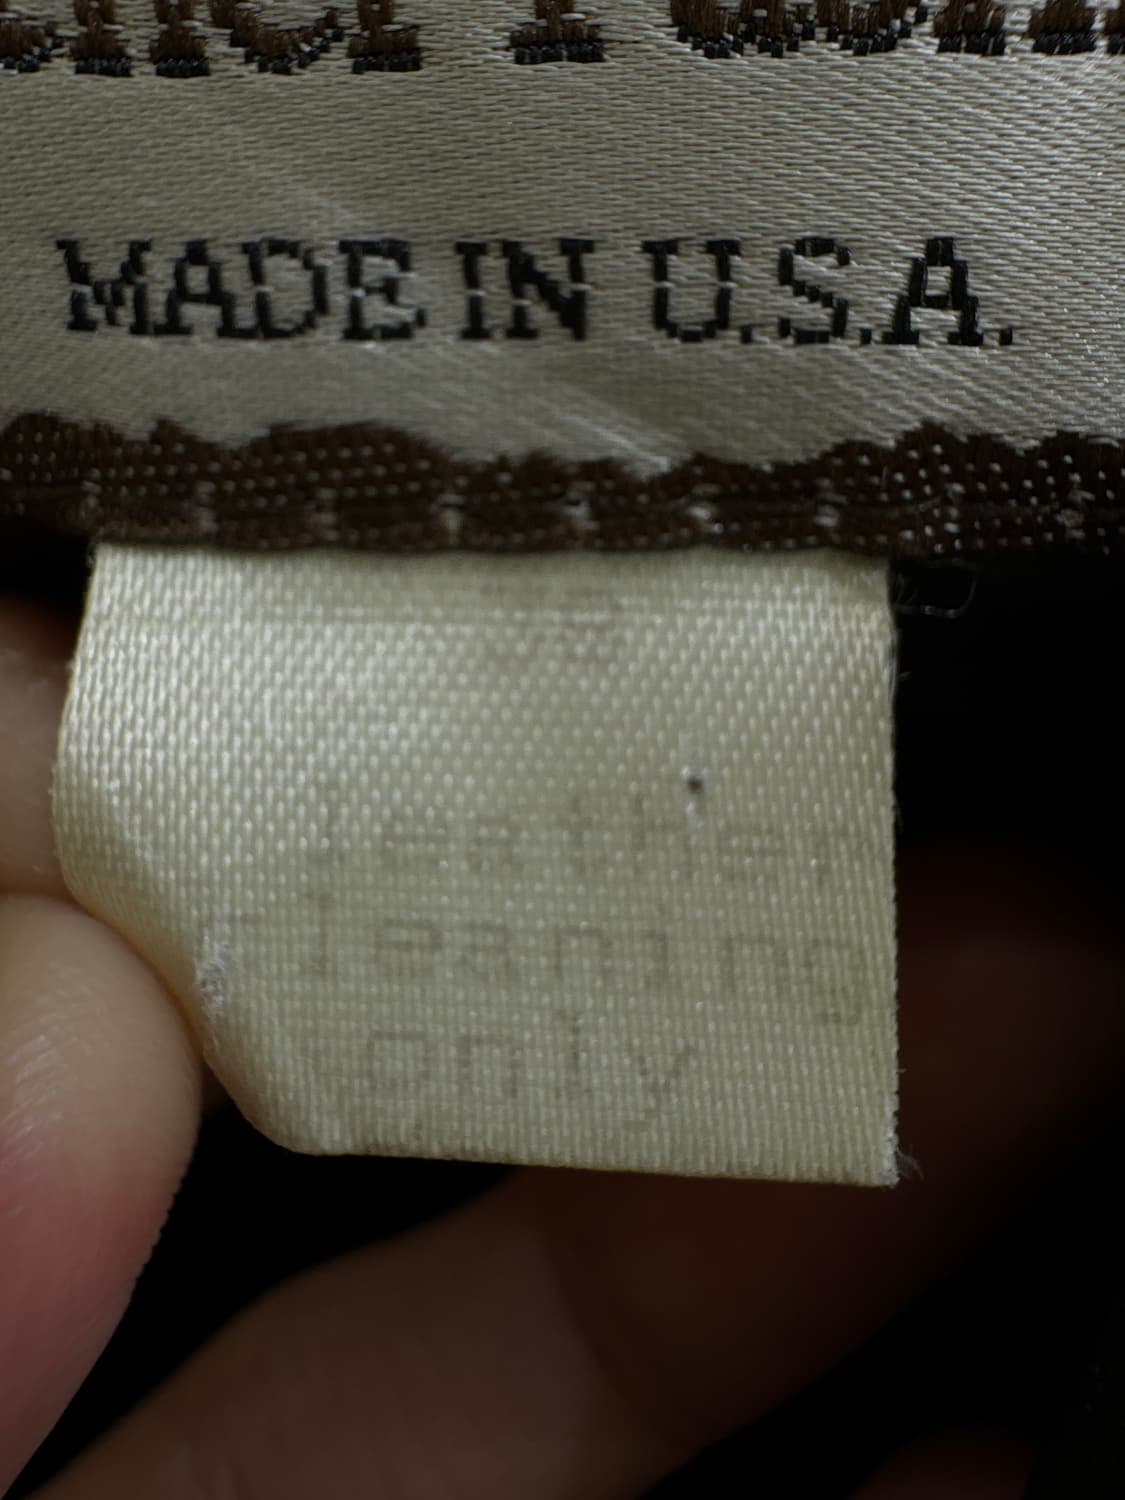 MADE IN U.S.A.
leather
cleaning
only